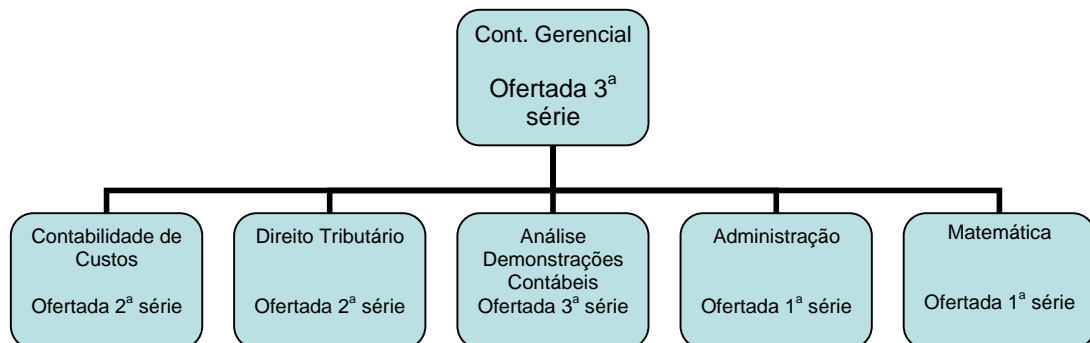 Cont. Gerencial
Ofertada 3ª
série
Contabilidade de
Custos
Ofertada 2ª série
Direito Tributário
Ofertada 2ª série
Análise
Demonstrações
Contábeis
Ofertada 3ª série
Administração
Ofertada 1ª série
Matemática
Ofertada 1ª série